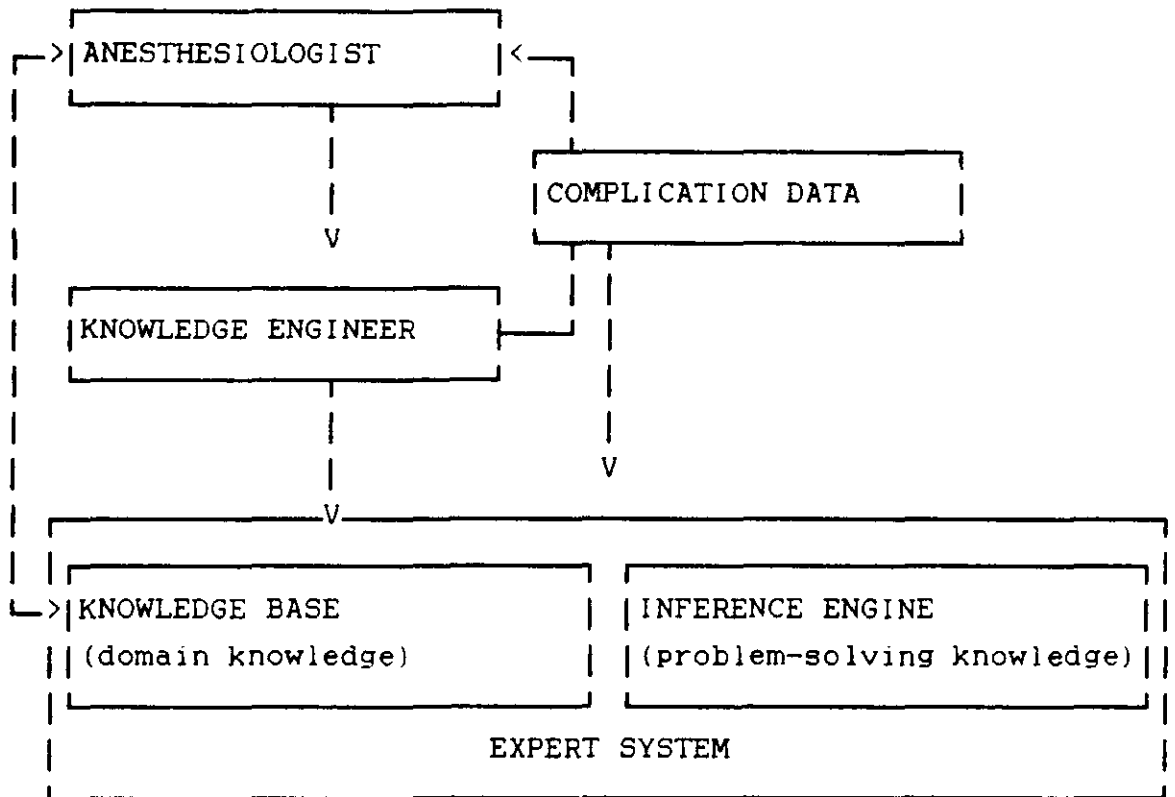 ANESTHESIOLOGIST
COMPLICATION DATA
KNOWLEDGE ENGINEER
KNOWLEDGE BASE
(domain knowledge)
INFERENCE ENGINE
(problem-solving knowledge)
EXPERT SYSTEM